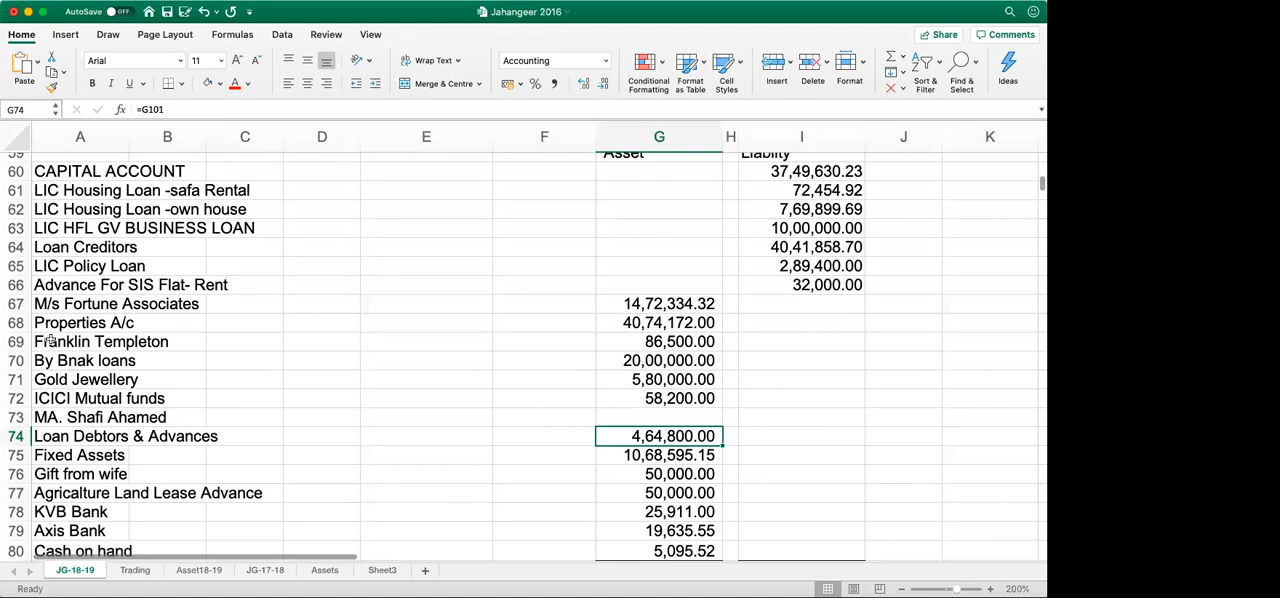 AutoSave OFF Jahangeer 2016
Home Insert Draw Page Layout Formulas Data Review View Share Comments
Paste Arial 11 A A Wrap Text Accounting Conditional Formatting Format as Table Cell Styles Insert Delete Format Sort & Filter Find & Select Ideas
B I U A Merge & Centre % ,
G74 fx =G101
A B C D E F G H I J K
59 Asset Liablity
60 CAPITAL ACCOUNT 37,49,630.23
61 LIC Housing Loan -safa Rental 72,454.92
62 LIC Housing Loan -own house 7,69,899.69
63 LIC HFL GV BUSINESS LOAN 10,00,000.00
64 Loan Creditors 40,41,858.70
65 LIC Policy Loan 2,89,400.00
66 Advance For SIS Flat- Rent 32,000.00
67 M/s Fortune Associates 14,72,334.32
68 Properties A/c 40,74,172.00
69 Franklin Templeton 86,500.00
70 By Bnak loans 20,00,000.00
71 Gold Jewellery 5,80,000.00
72 ICICI Mutual funds 58,200.00
73 MA. Shafi Ahamed
74 Loan Debtors & Advances 4,64,800.00
75 Fixed Assets 10,68,595.15
76 Gift from wife 50,000.00
77 Agricalture Land Lease Advance 50,000.00
78 KVB Bank 25,911.00
79 Axis Bank 19,635.55
80 Cash on hand 5,095.52
JG-18-19 Trading Asset18-19 JG-17-18 Assets Sheet3 +
Ready 200%